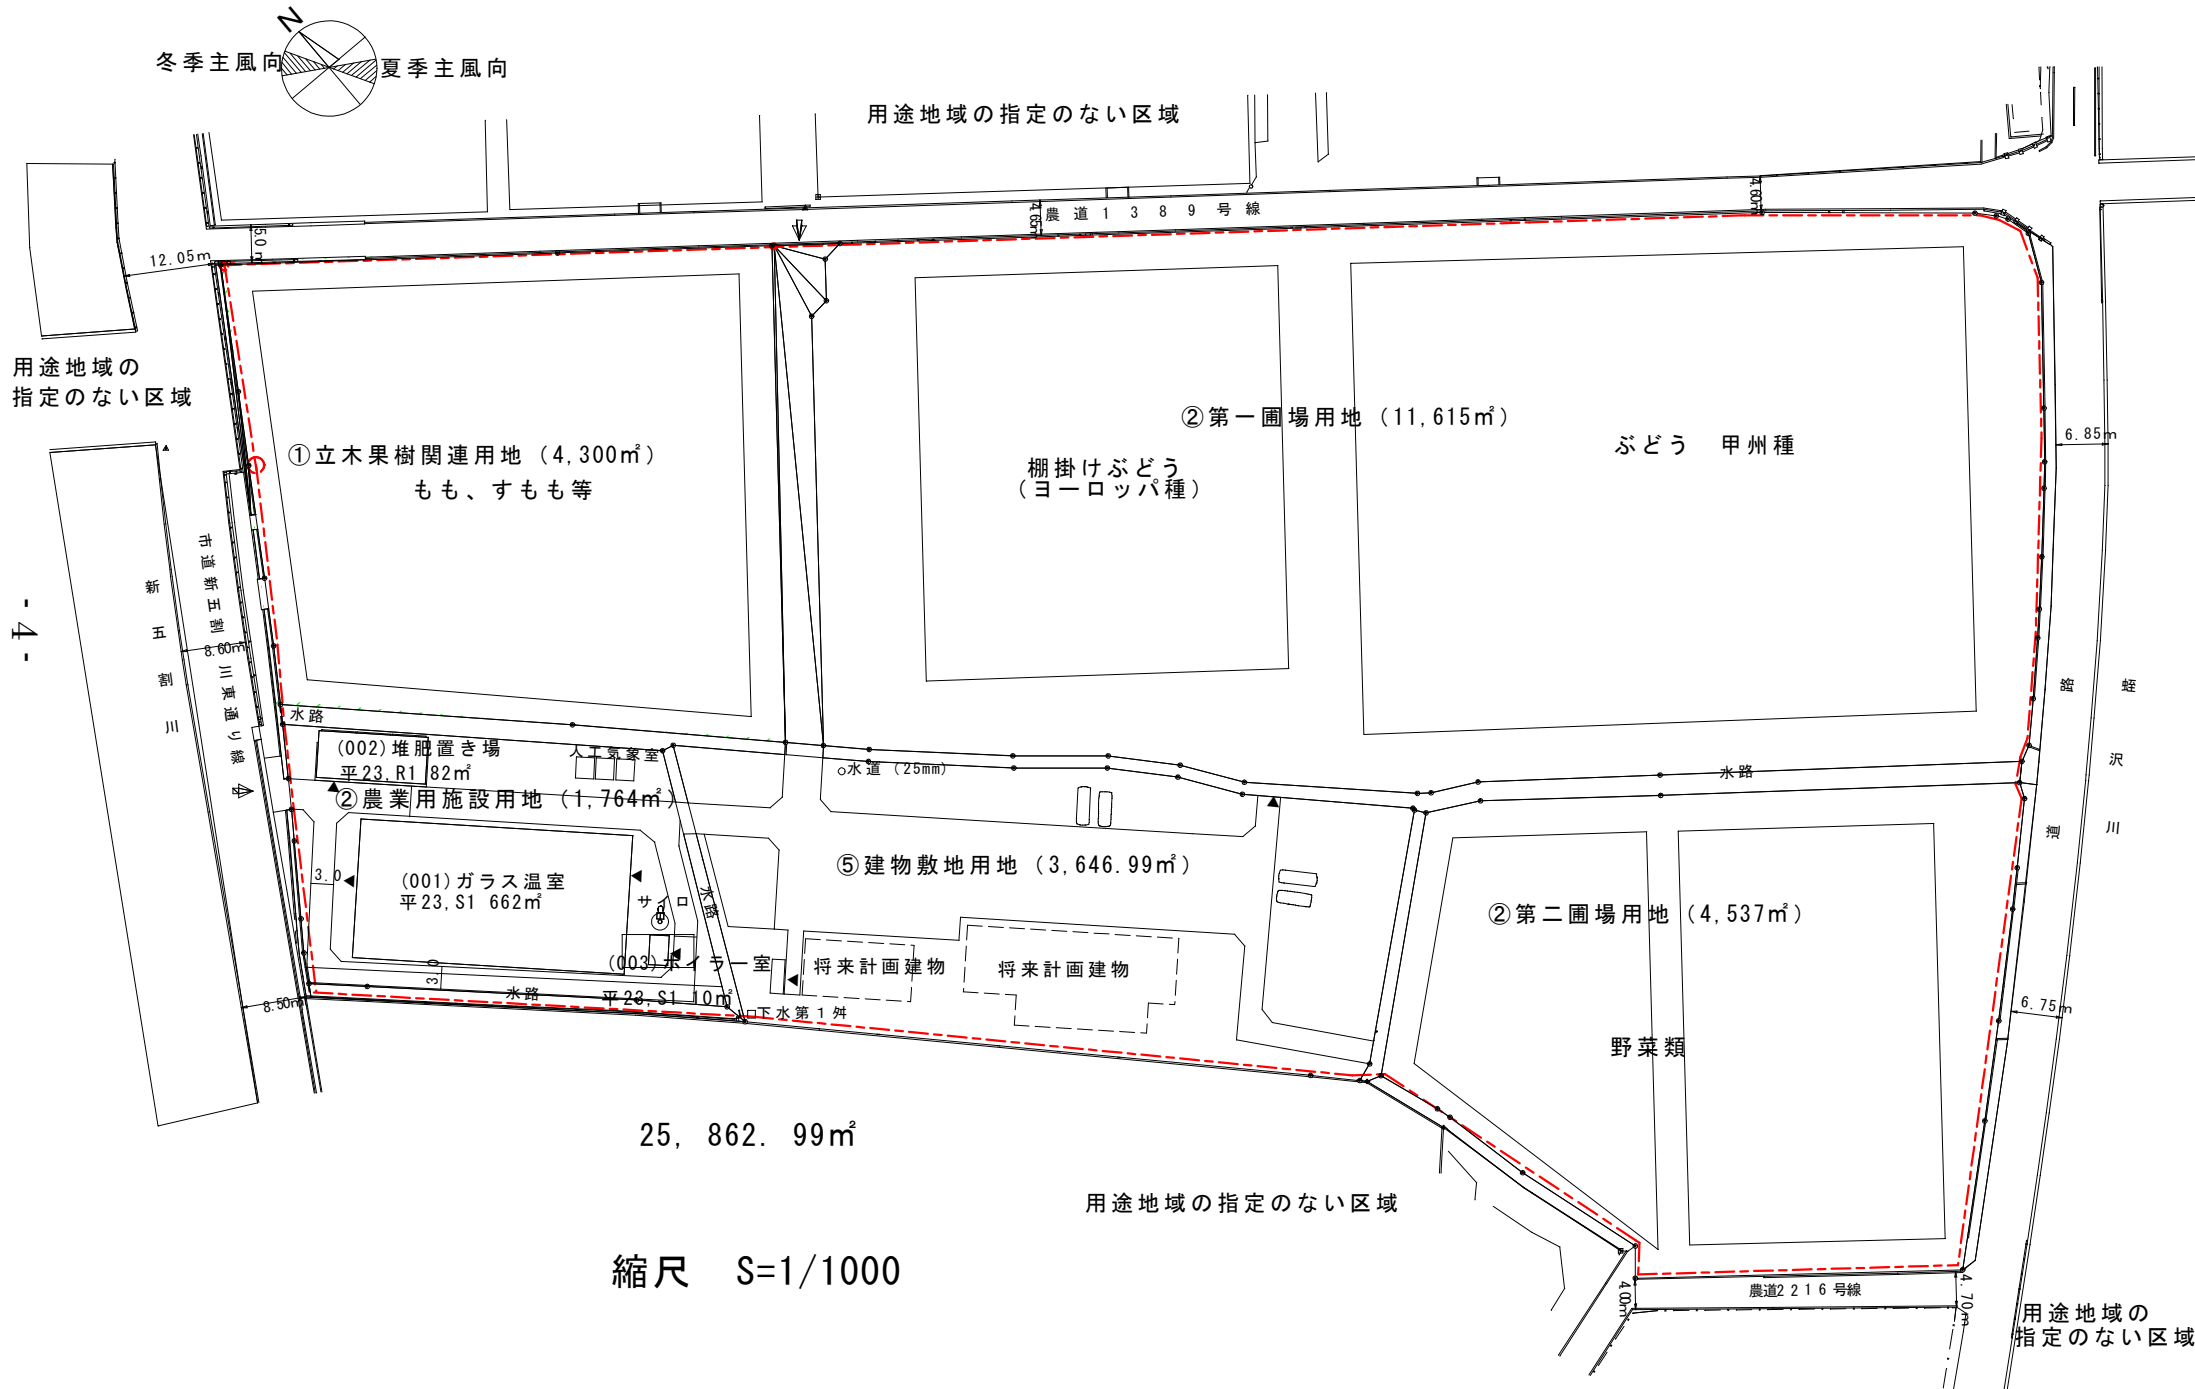 N
冬季主風向
夏季主風向
用途地域の指定のない区域
農道1389号線
5.0m
4.65m
4.60m
12.05m
用途地域の
指定のない区域
①立木果樹関連用地（4,300㎡）
もも、すもも等
②第一圃場用地（11,615㎡）
棚掛けぶどう
（ヨーロッパ種）
ぶどう　甲州種
6.85m
新五割川
市道新五割川東通り線
8.60m
- 4 -
水路
(002)堆肥置き場
平23,R1 82㎡
人工気象室
水道（25mm）
水路
路
道
蛭沢川
②農業用施設用地（1,764㎡）
⑤建物敷地用地（3,646.99㎡）
3.0
(001)ガラス温室
平23,S1 662㎡
サイロ
水路
②第二圃場用地（4,537㎡）
(003)ボイラー室
平23,S1 10㎡
将来計画建物
将来計画建物
3.0
水路
8.50m
下水第1舛
6.75m
野菜類
25, 862. 99㎡
用途地域の指定のない区域
縮尺　S=1/1000
農道2216号線
4.00m
4.70m
用途地域の
指定のない区域